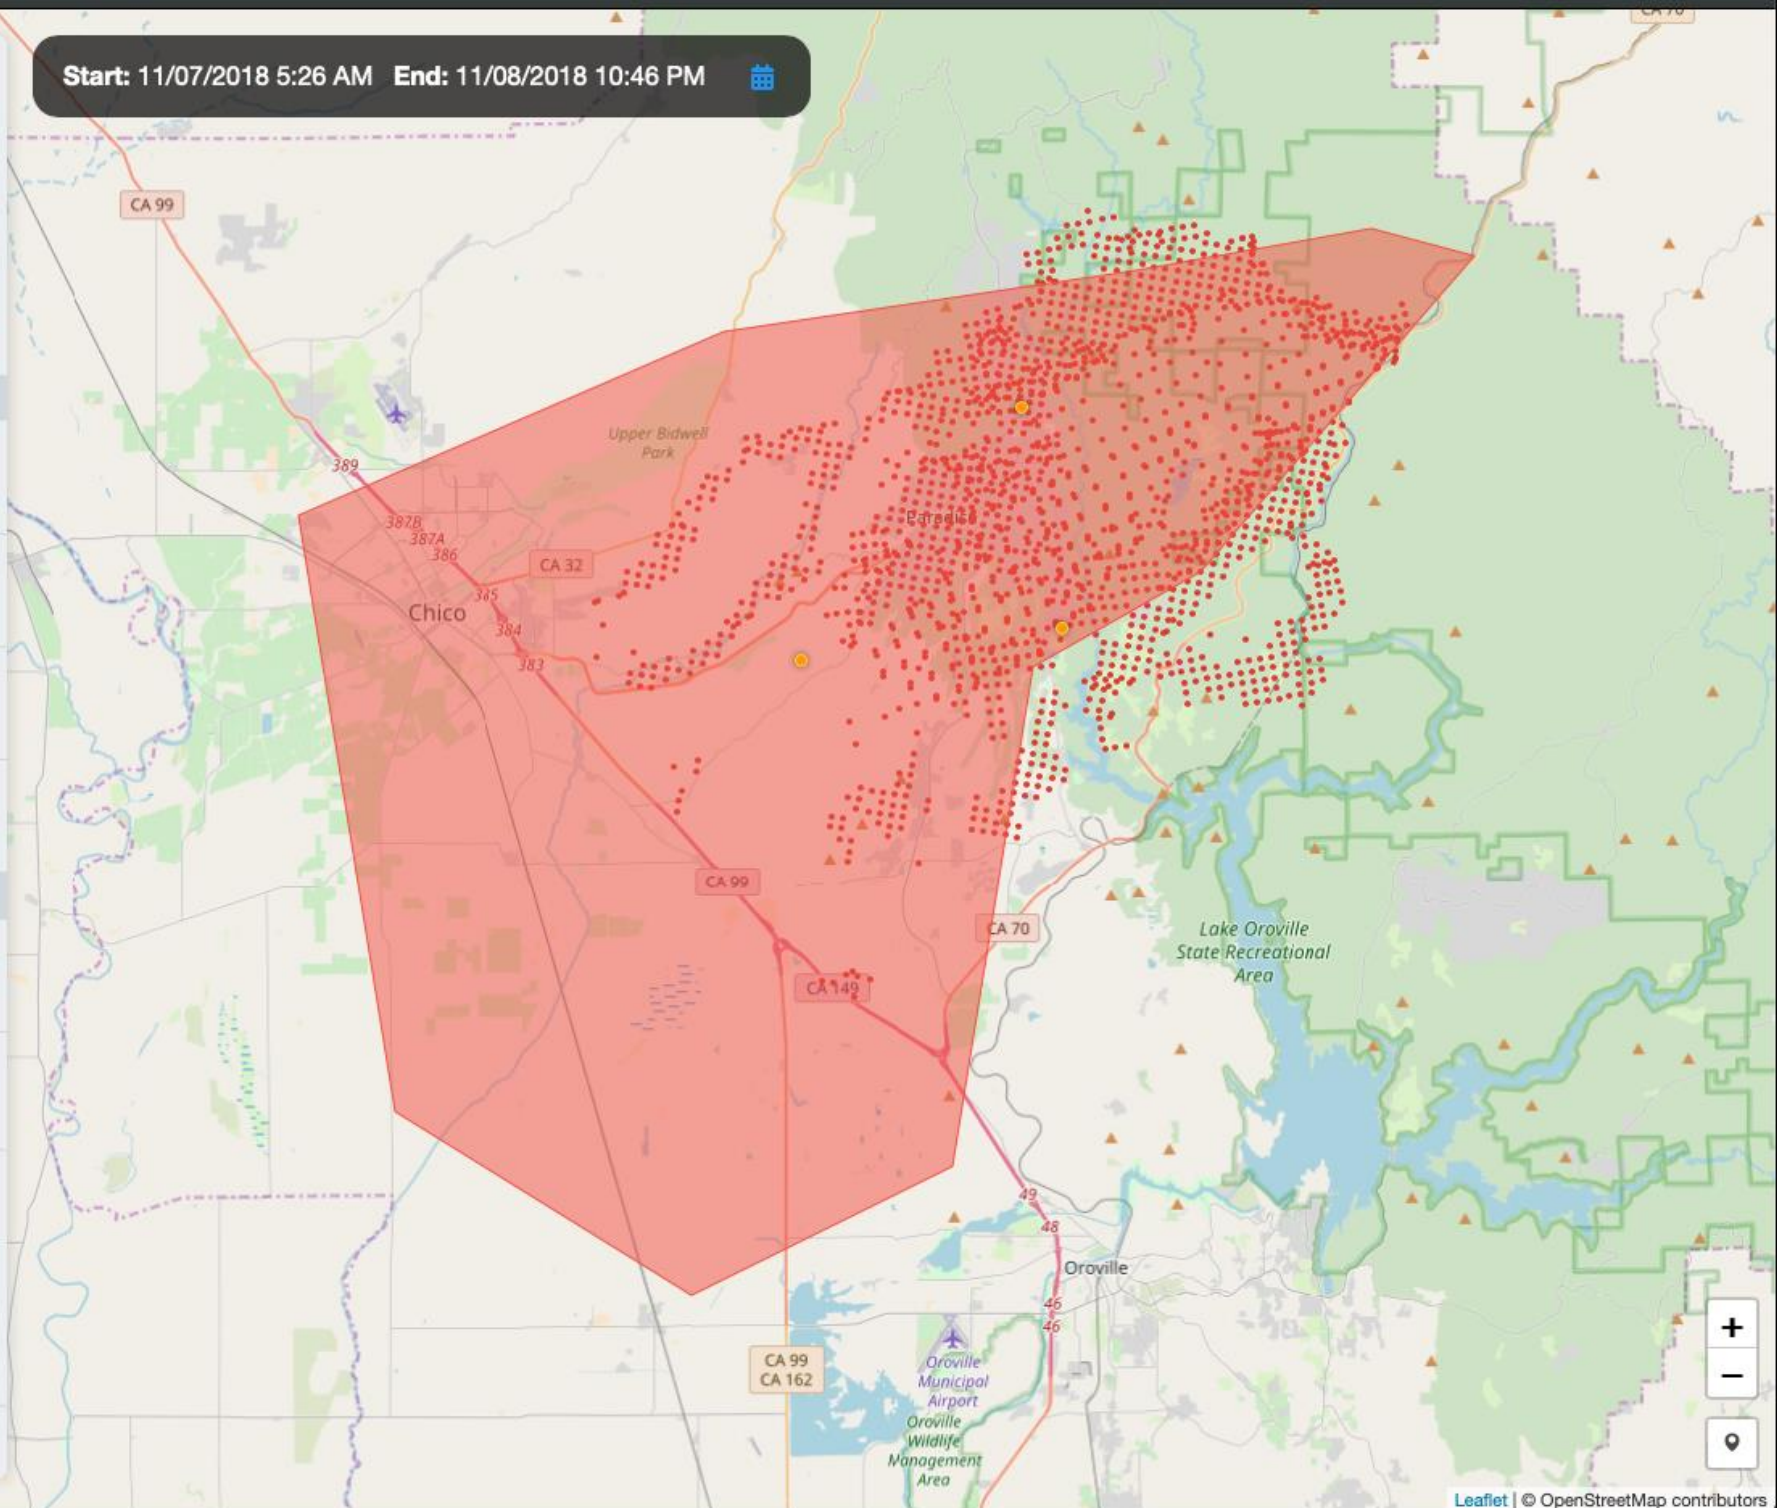 CA 70
Start: 11/07/2018 5:26 AM End: 11/08/2018 10:46 PM
CA 99
Upper Bidwell
Park
389
387B
387A
386
Paradise
CA 32
385
Chico
384
383
CA 99
CA 70
Lake Oroville
State Recreational
Area
CA 149
49
48
Oroville
46
46
+
CA 99
CA 162
Oroville
Municipal
Airport
−
Oroville
Wildlife
Management
Area
Leaflet | © OpenStreetMap contributors